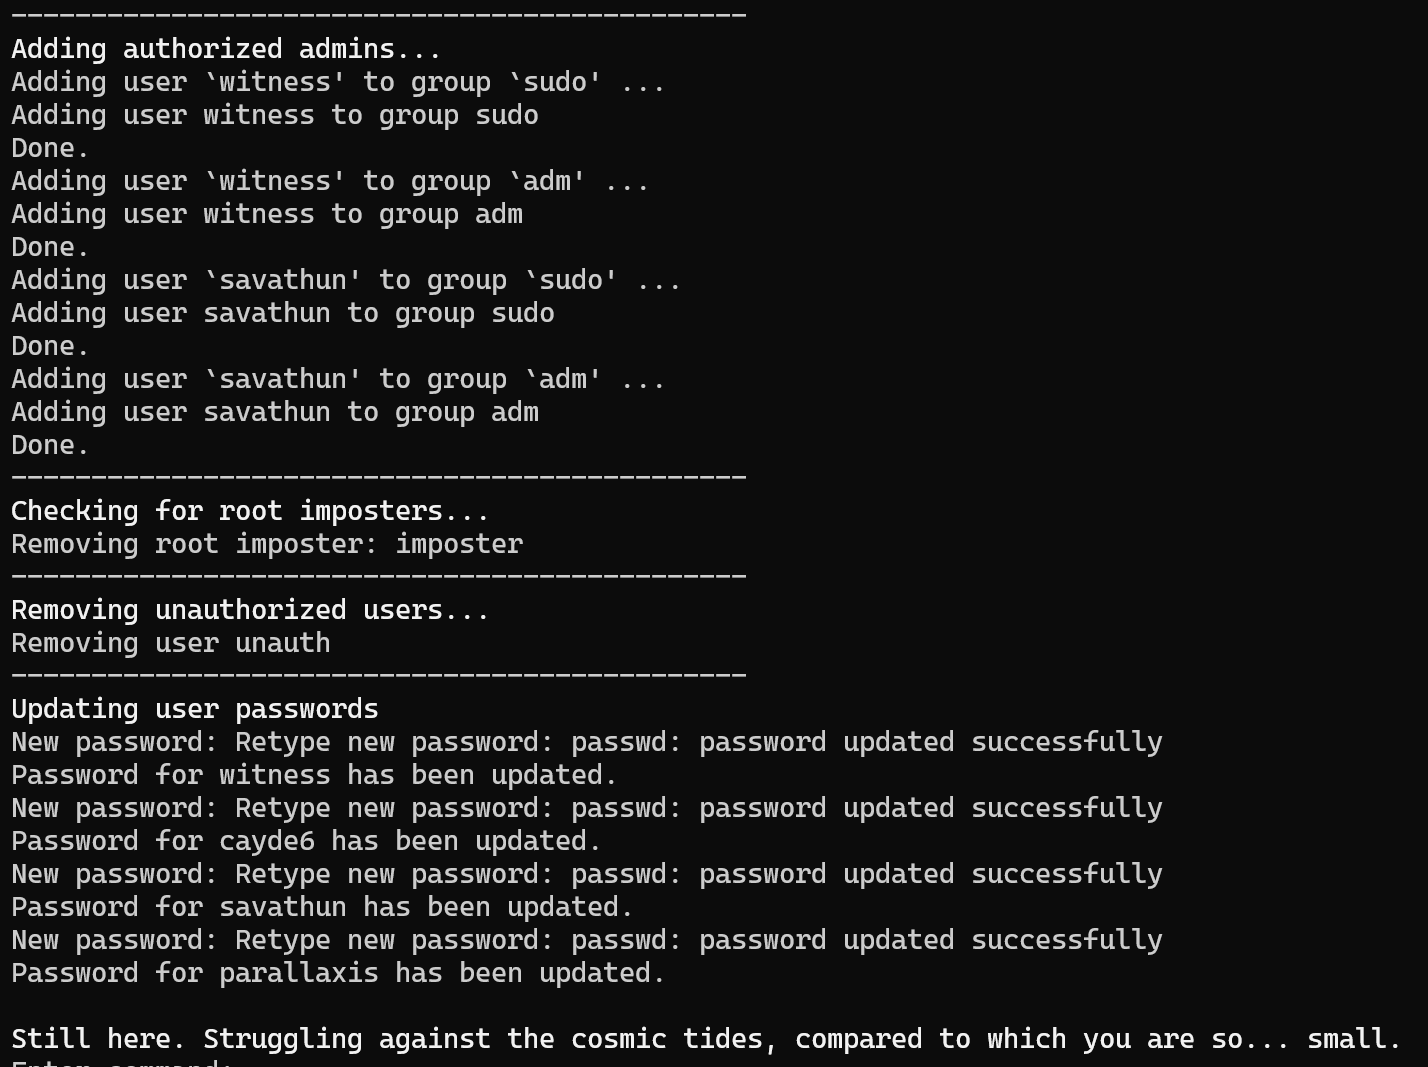 ----------------------------------------------
Adding authorized admins...
Adding user `witness' to group `sudo' ...
Adding user witness to group sudo
Done.
Adding user `witness' to group `adm' ...
Adding user witness to group adm
Done.
Adding user `savathun' to group `sudo' ...
Adding user savathun to group sudo
Done.
Adding user `savathun' to group `adm' ...
Adding user savathun to group adm
Done.
----------------------------------------------
Checking for root imposters...
Removing root imposter: imposter
----------------------------------------------
Removing unauthorized users...
Removing user unauth
----------------------------------------------
Updating user passwords
New password: Retype new password: passwd: password updated successfully
Password for witness has been updated.
New password: Retype new password: passwd: password updated successfully
Password for cayde6 has been updated.
New password: Retype new password: passwd: password updated successfully
Password for savathun has been updated.
New password: Retype new password: passwd: password updated successfully
Password for parallaxis has been updated.
Still here. Struggling against the cosmic tides, compared to which you are so... small.
Enter command: